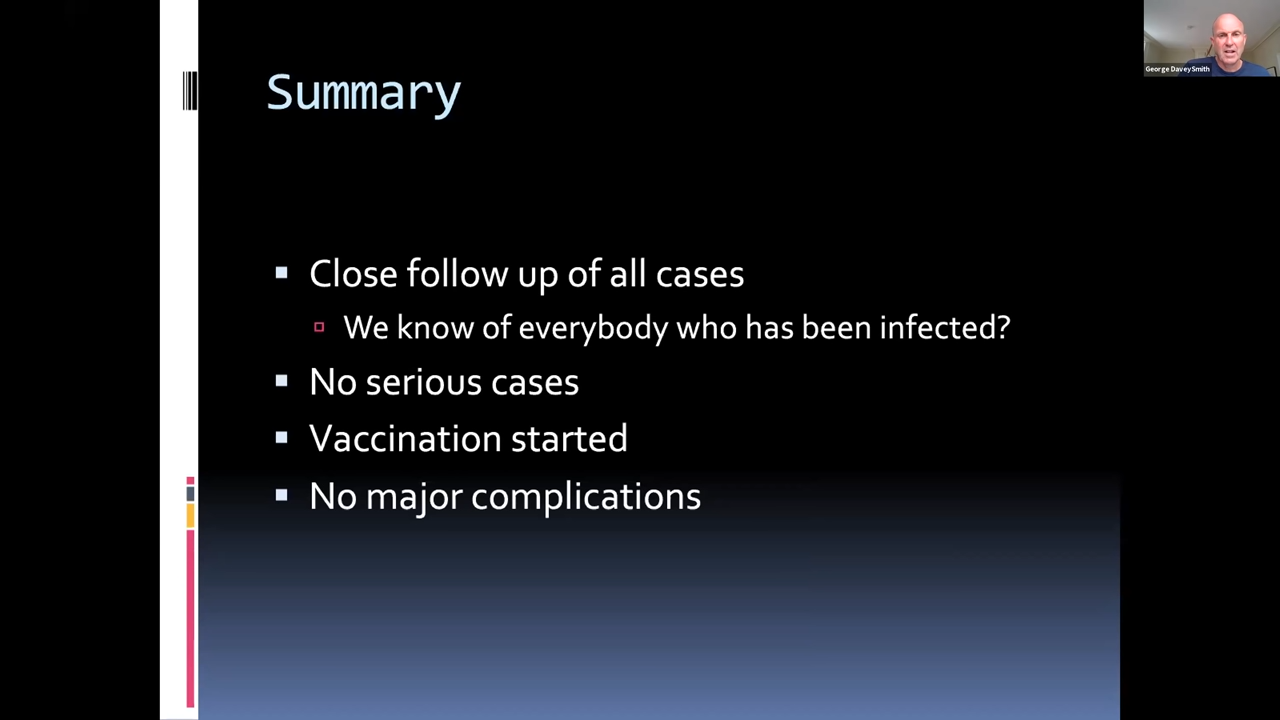 Summary
George Davey Smith
Close follow up of all cases
We know of everybody who has been infected?
No serious cases
Vaccination started
No major complications